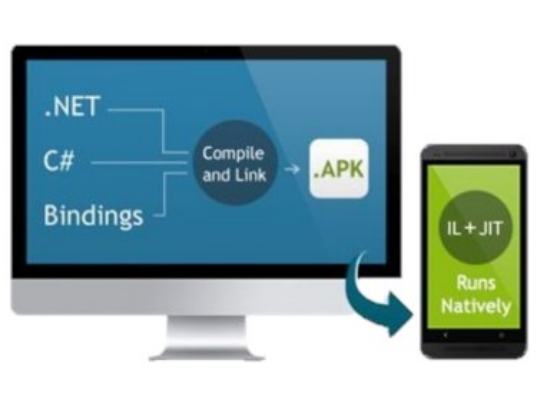 .NET
C#
Bindings
Compile
and Link
.APK
IL + JIT
Runs
Natively